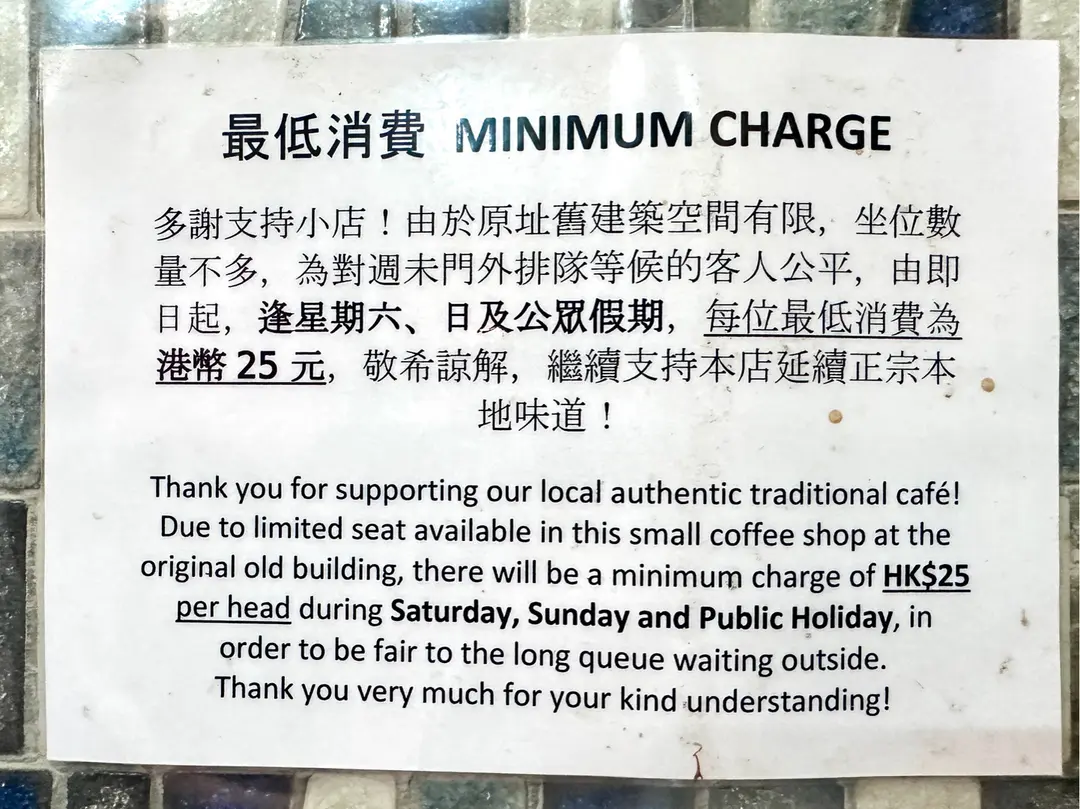 最低消費 MINIMUM CHARGE
多謝支持小店！由於原址舊建築空間有限，坐位數
量不多，為對週未門外排隊等候的客人公平，由即
日起，逢星期六、日及公眾假期，每位最低消費為
港幣 25 元，敬希諒解，繼續支持本店延續正宗本
地味道！
Thank you for supporting our local authentic traditional café!
Due to limited seat available in this small coffee shop at the
original old building, there will be a minimum charge of HK$25
per head during Saturday, Sunday and Public Holiday, in
order to be fair to the long queue waiting outside.
Thank you very much for your kind understanding!